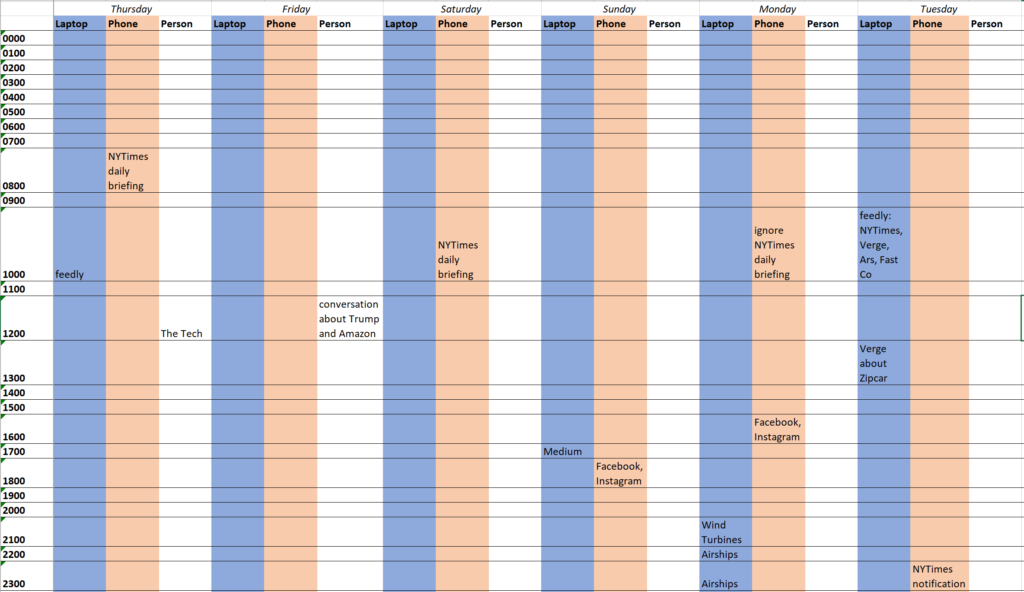 Thursday Friday Saturday Sunday Monday Tuesday
Laptop Phone Person Laptop Phone Person Laptop Phone Person Laptop Phone Person Laptop Phone Person Laptop Phone Person
0000
0100
0200
0300
0400
0500
0600
0700
NYTimes
daily
0800 briefing
0900
feedly:
ignore NYTimes,
NYTimes NYTimes Verge,
daily daily Ars, Fast
1000 feedly briefing briefing Co
1100
conversation
about Trump
1200 The Tech and Amazon
Verge
about
1300 Zipcar
1400
1500
Facebook,
1600 Instagram
1700 Medium
Facebook,
1800 Instagram
1900
2000
Wind
2100 Turbines
2200 Airships
NYTimes
2300 Airships notification